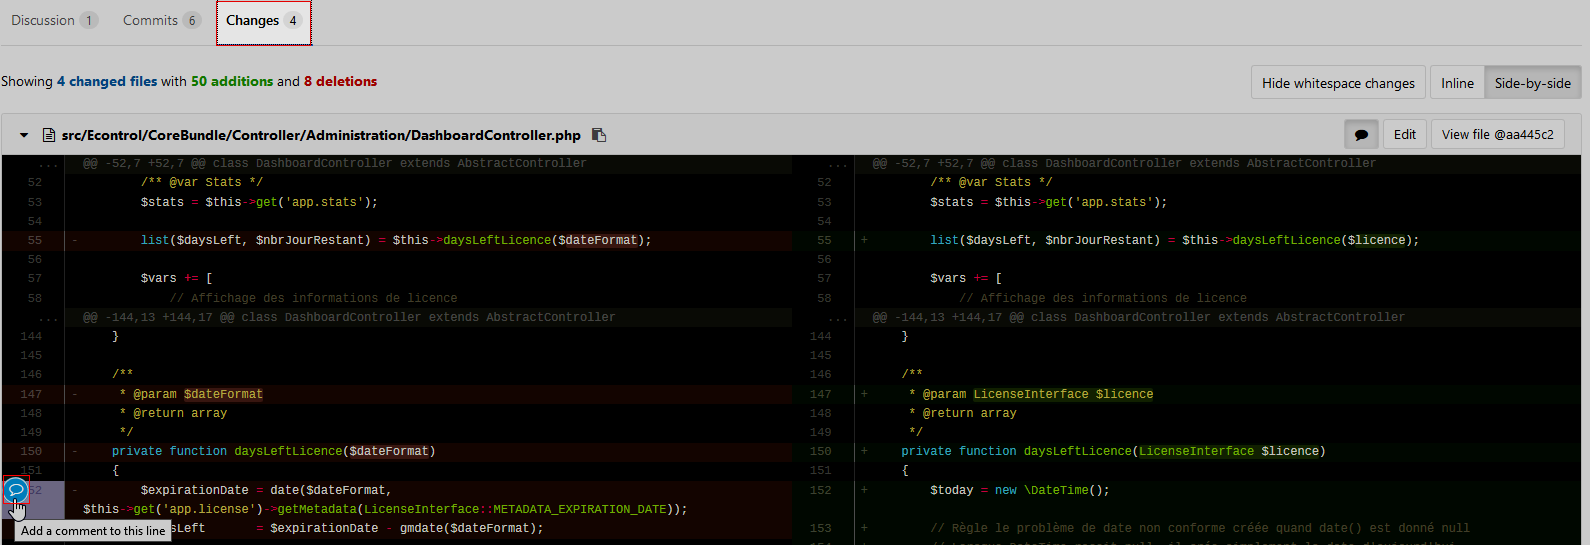 Discussion 1 Commits 6 Changes 4
Showing 4 changed files with 50 additions and 8 deletions
Hide whitespace changes Inline Side-by-side
src/Econtrol/CoreBundle/Controller/Administration/DashboardController.php
Edit View file @aa445c2
... @@ -52,7 +52,7 @@ class DashboardController extends AbstractController
52 /** @var Stats */
53 $stats = $this->get('app.stats');
54
55 - list($daysLeft, $nbrJourRestant) = $this->daysLeftLicence($dateFormat);
56
57 $vars += [
58 // Affichage des informations de licence
... @@ -144,13 +144,17 @@ class DashboardController extends AbstractController
144 }
145
146 /**
147 - * @param $dateFormat
148 * @return array
149 */
150 - private function daysLeftLicence($dateFormat)
151 {
52 - $expirationDate = date($dateFormat,
$this->get('app.license')->getMetadata(LicenseInterface::METADATA_EXPIRATION_DATE));
sLeft = $expirationDate - gmdate($dateFormat);
Add a comment to this line
... @@ -52,7 +52,7 @@ class DashboardController extends AbstractController
52 /** @var Stats */
53 $stats = $this->get('app.stats');
54
55 + list($daysLeft, $nbrJourRestant) = $this->daysLeftLicence($licence);
56
57 $vars += [
58 // Affichage des informations de licence
... @@ -144,13 +144,17 @@ class DashboardController extends AbstractController
144 }
145
146 /**
147 + * @param LicenseInterface $licence
148 * @return array
149 */
150 + private function daysLeftLicence(LicenseInterface $licence)
151 {
152 + $today = new \DateTime();
153 + // Règle le problème de date non conforme créée quand date() est donné null